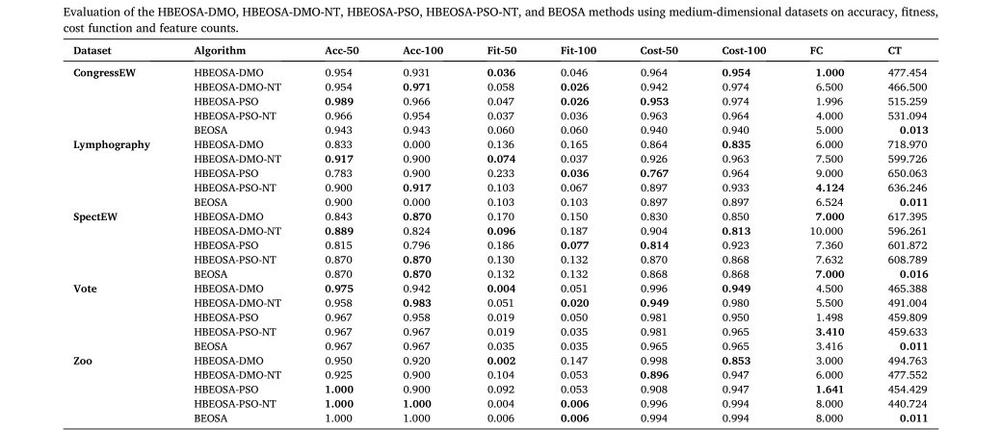 Evaluation of the HBEOSA-DMO, HBEOSA-DMO-NT, HBEOSA-PSO, HBEOSA-PSO-NT, and BEOSA methods using medium-dimensional datasets on accuracy, fitness,
cost function and feature counts.
Dataset Algorithm Acc-50 Acc-100 Fit-50 Fit-100 Cost-50 Cost-100 FC CT
CongressEW HBEOSA-DMO 0.954 0.931 0.036 0.046 0.964 0.954 1.000 477.454
HBEOSA-DMO-NT 0.954 0.971 0.058 0.026 0.942 0.974 6.500 466.500
HBEOSA-PSO 0.989 0.966 0.047 0.026 0.953 0.974 1.996 515.259
HBEOSA-PSO-NT 0.966 0.954 0.037 0.036 0.963 0.964 4.000 531.094
BEOSA 0.943 0.943 0.060 0.060 0.940 0.940 5.000 0.013
Lymphography HBEOSA-DMO 0.833 0.000 0.136 0.165 0.864 0.835 6.000 718.970
HBEOSA-DMO-NT 0.917 0.900 0.074 0.037 0.926 0.963 7.500 599.726
HBEOSA-PSO 0.783 0.900 0.233 0.036 0.767 0.964 9.000 650.063
HBEOSA-PSO-NT 0.900 0.917 0.103 0.067 0.897 0.933 4.124 636.246
BEOSA 0.900 0.000 0.103 0.103 0.897 0.897 6.524 0.011
SpectEW HBEOSA-DMO 0.843 0.870 0.170 0.150 0.830 0.850 7.000 617.395
HBEOSA-DMO-NT 0.889 0.824 0.096 0.187 0.904 0.813 10.000 596.261
HBEOSA-PSO 0.815 0.796 0.186 0.077 0.814 0.923 7.360 601.872
HBEOSA-PSO-NT 0.870 0.870 0.130 0.132 0.870 0.868 7.632 608.789
BEOSA 0.870 0.870 0.132 0.132 0.868 0.868 7.000 0.016
Vote HBEOSA-DMO 0.975 0.942 0.004 0.051 0.996 0.949 4.500 465.388
HBEOSA-DMO-NT 0.958 0.983 0.051 0.020 0.949 0.980 5.500 491.004
HBEOSA-PSO 0.967 0.958 0.019 0.050 0.981 0.950 1.498 459.809
HBEOSA-PSO-NT 0.967 0.967 0.019 0.035 0.981 0.965 3.410 459.633
BEOSA 0.967 0.967 0.035 0.035 0.965 0.965 3.416 0.011
Zoo HBEOSA-DMO 0.950 0.920 0.002 0.147 0.998 0.853 3.000 494.763
HBEOSA-DMO-NT 0.925 0.900 0.104 0.053 0.896 0.947 6.000 477.552
HBEOSA-PSO 1.000 0.900 0.092 0.053 0.908 0.947 1.641 454.429
HBEOSA-PSO-NT 1.000 1.000 0.004 0.006 0.996 0.994 8.000 440.724
BEOSA 1.000 1.000 0.006 0.006 0.994 0.994 8.000 0.011